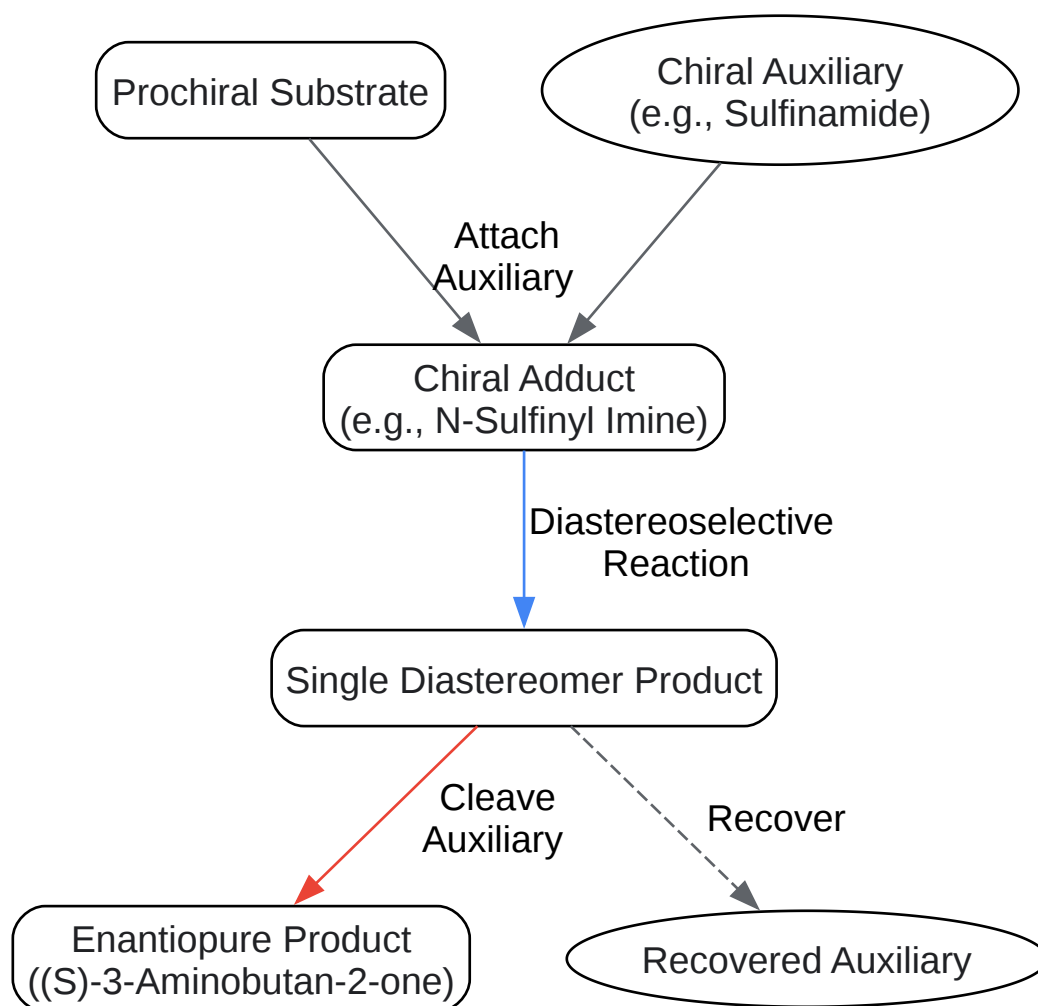 Prochiral Substrate
Chiral Auxiliary
(e.g., Sulfinamide)
Attach
Auxiliary
Chiral Adduct
(e.g., N-Sulfinyl Imine)
Diastereoselective
Reaction
Single Diastereomer Product
Cleave
Auxiliary
Recover
Enantiopure Product
((S)-3-Aminobutan-2-one)
Recovered Auxiliary